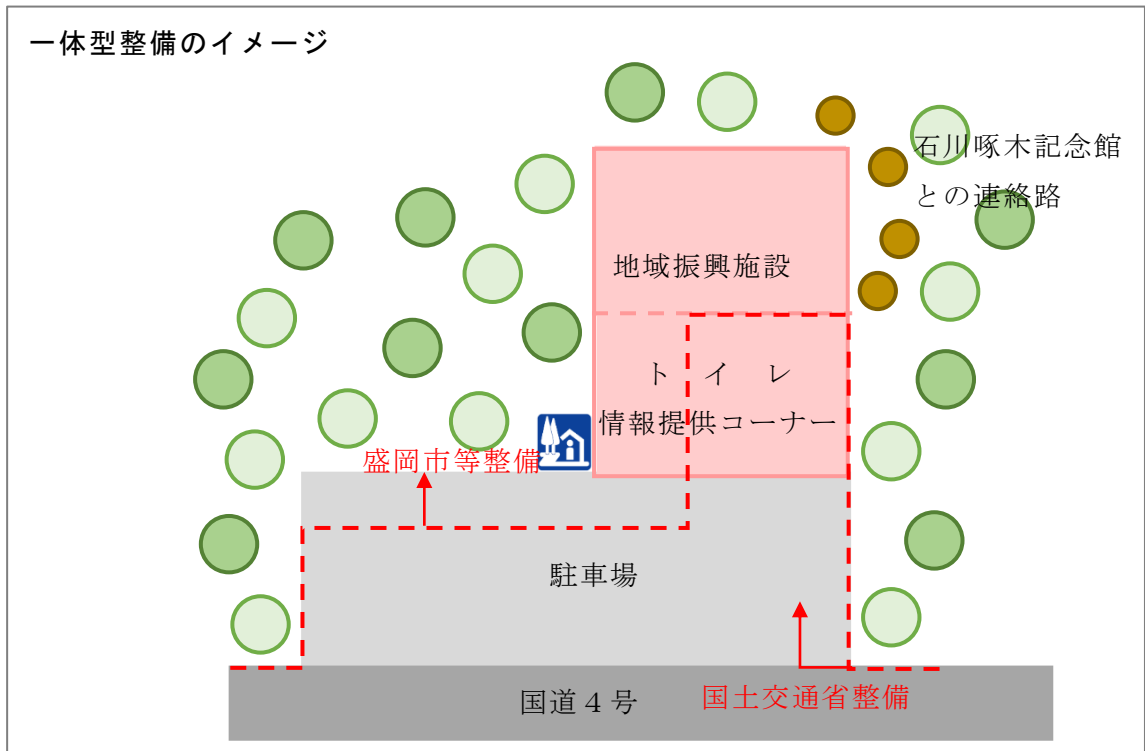 一体型整備のイメージ
石川啄木記念館
との連絡路
地域振興施設
トイレ
情報提供コーナー
盛岡市等整備
駐車場
国土交通省整備
国道４号